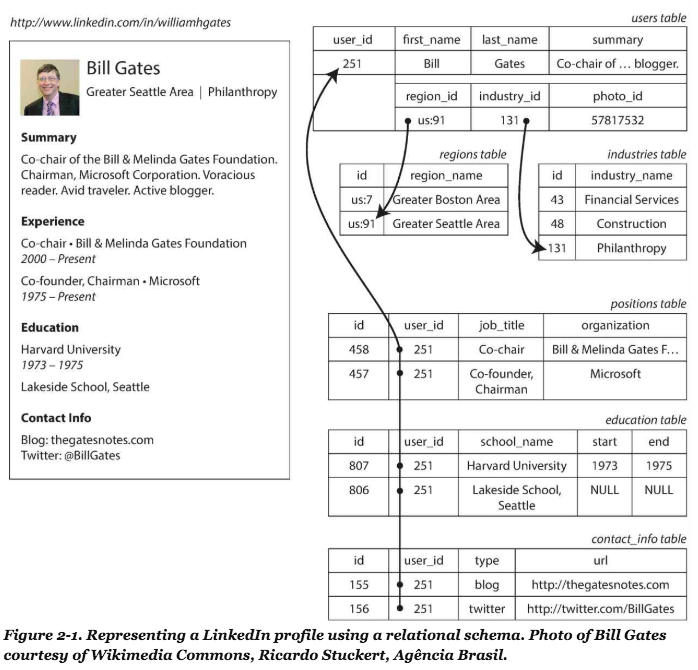 http://www.linkedin.com/in/williamhgates
Bill Gates
Greater Seattle Area | Philanthropy
Summary
Co-chair of the Bill & Melinda Gates Foundation.
Chairman, Microsoft Corporation. Voracious
reader. Avid traveler. Active blogger.
Experience
Co-chair • Bill & Melinda Gates Foundation
2000 – Present
Co-founder, Chairman • Microsoft
1975 – Present
Education
Harvard University
1973 – 1975
Lakeside School, Seattle
Contact Info
Blog: thegatesnotes.com
Twitter: @BillGates
users table
user_id first_name last_name summary
251 Bill Gates Co-chair of … blogger.
region_id industry_id photo_id
us:91 131 57817532
regions table
id region_name
us:7 Greater Boston Area
us:91 Greater Seattle Area
industries table
id industry_name
43 Financial Services
48 Construction
131 Philanthropy
positions table
id user_id job_title organization
458 251 Co-chair Bill & Melinda Gates F…
457 251 Co-founder, Microsoft
Chairman
education table
id user_id school_name start end
807 251 Harvard University 1973 1975
806 251 Lakeside School, NULL NULL
Seattle
contact_info table
id user_id type url
155 251 blog http://thegatesnotes.com
156 251 twitter http://twitter.com/BillGates
Figure 2-1. Representing a LinkedIn profile using a relational schema. Photo of Bill Gates
courtesy of Wikimedia Commons, Ricardo Stuckert, Agência Brasil.